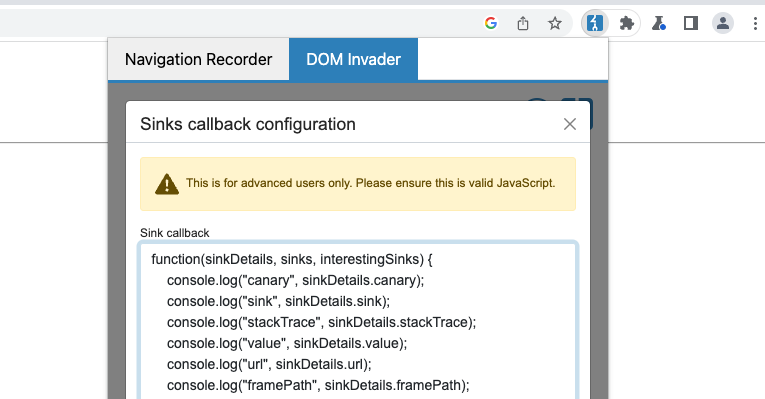 Navigation Recorder
DOM Invader
Sinks callback configuration
This is for advanced users only. Please ensure this is valid JavaScript.
Sink callback
function(sinkDetails, sinks, interestingSinks) {
console.log("canary", sinkDetails.canary);
console.log("sink", sinkDetails.sink);
console.log("stackTrace", sinkDetails.stackTrace);
console.log("value", sinkDetails.value);
console.log("url", sinkDetails.url);
console.log("framePath", sinkDetails.framePath);